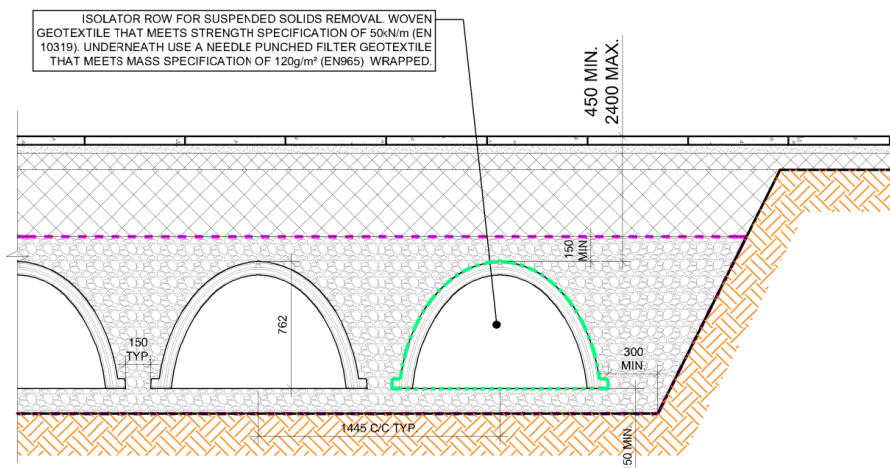 ISOLATOR ROW FOR SUSPENDED SOLIDS REMOVAL. WOVEN
GEOTEXTILE THAT MEETS STRENGTH SPECIFICATION OF 50kN/m (EN
10319). UNDERNEATH USE A NEEDLE PUNCHED FILTER GEOTEXTILE
THAT MEETS MASS SPECIFICATION OF 120g/m² (EN965) WRAPPED.
450 MIN.
2400 MAX.
150
MIN
762
150
TYP.
300
MIN.
1445 C/C TYP.
50 MIN.